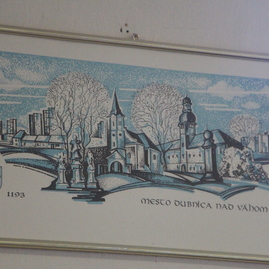 1193
MESTO DUBNICA NAD VÁHOM